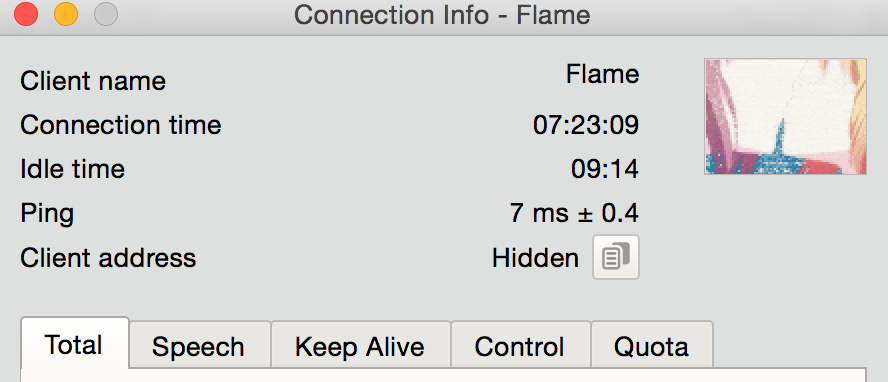 Connection Info - Flame
Client name Flame
Connection time 07:23:09
Idle time 09:14
Ping 7 ms ± 0.4
Client address Hidden
Total Speech Keep Alive Control Quota